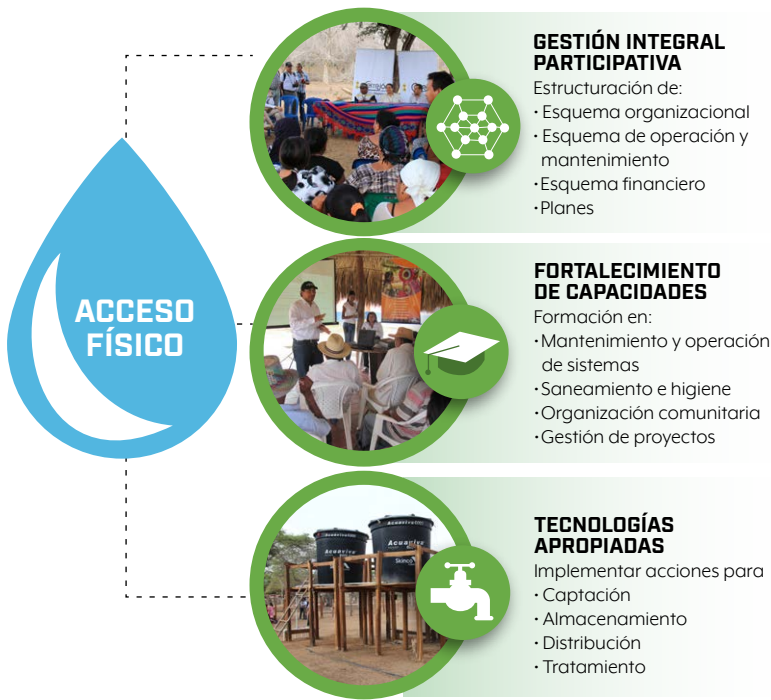 ACCESO
FÍSICO
GESTIÓN INTEGRAL
PARTICIPATIVA
Estructuración de:
· Esquema organizacional
· Esquema de operación y
mantenimiento
· Esquema financiero
· Planes
FORTALECIMIENTO
DE CAPACIDADES
Formación en:
· Mantenimiento y operación
de sistemas
· Saneamiento e higiene
· Organización comunitaria
· Gestión de proyectos
TECNOLOGÍAS
APROPIADAS
Implementar acciones para
· Captación
· Almacenamiento
· Distribución
· Tratamiento
Acuaviva
Acuaviva